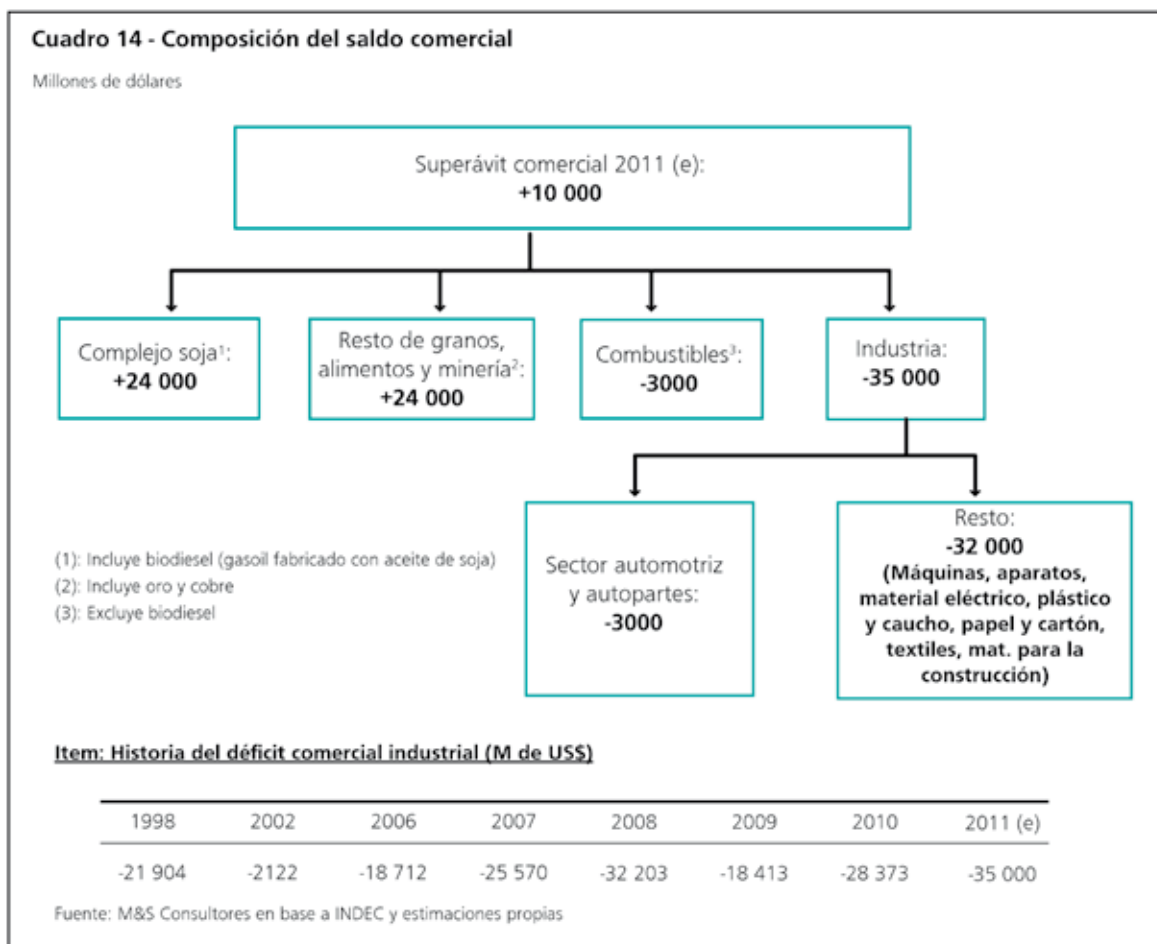 Cuadro 14 - Composición del saldo comercial
Millones de dólares
Superávit comercial 2011 (e):
+10 000
Complejo soja¹:
+24 000
Resto de granos,
alimentos y minería²:
+24 000
Combustibles³:
-3000
Industria:
-35 000
Sector automotriz
y autopartes:
-3000
Resto:
-32 000
(Máquinas, aparatos,
material eléctrico, plástico
y caucho, papel y cartón,
textiles, mat. para la
construcción)
(1): Incluye biodiesel (gasoil fabricado con aceite de soja)
(2): Incluye oro y cobre
(3): Excluye biodiesel
Item: Historia del déficit comercial industrial (M de US$)
1998 2002 2006 2007 2008 2009 2010 2011 (e)
-21 904 -2122 -18 712 -25 570 -32 203 -18 413 -28 373 -35 000
Fuente: M&S Consultores en base a INDEC y estimaciones propias